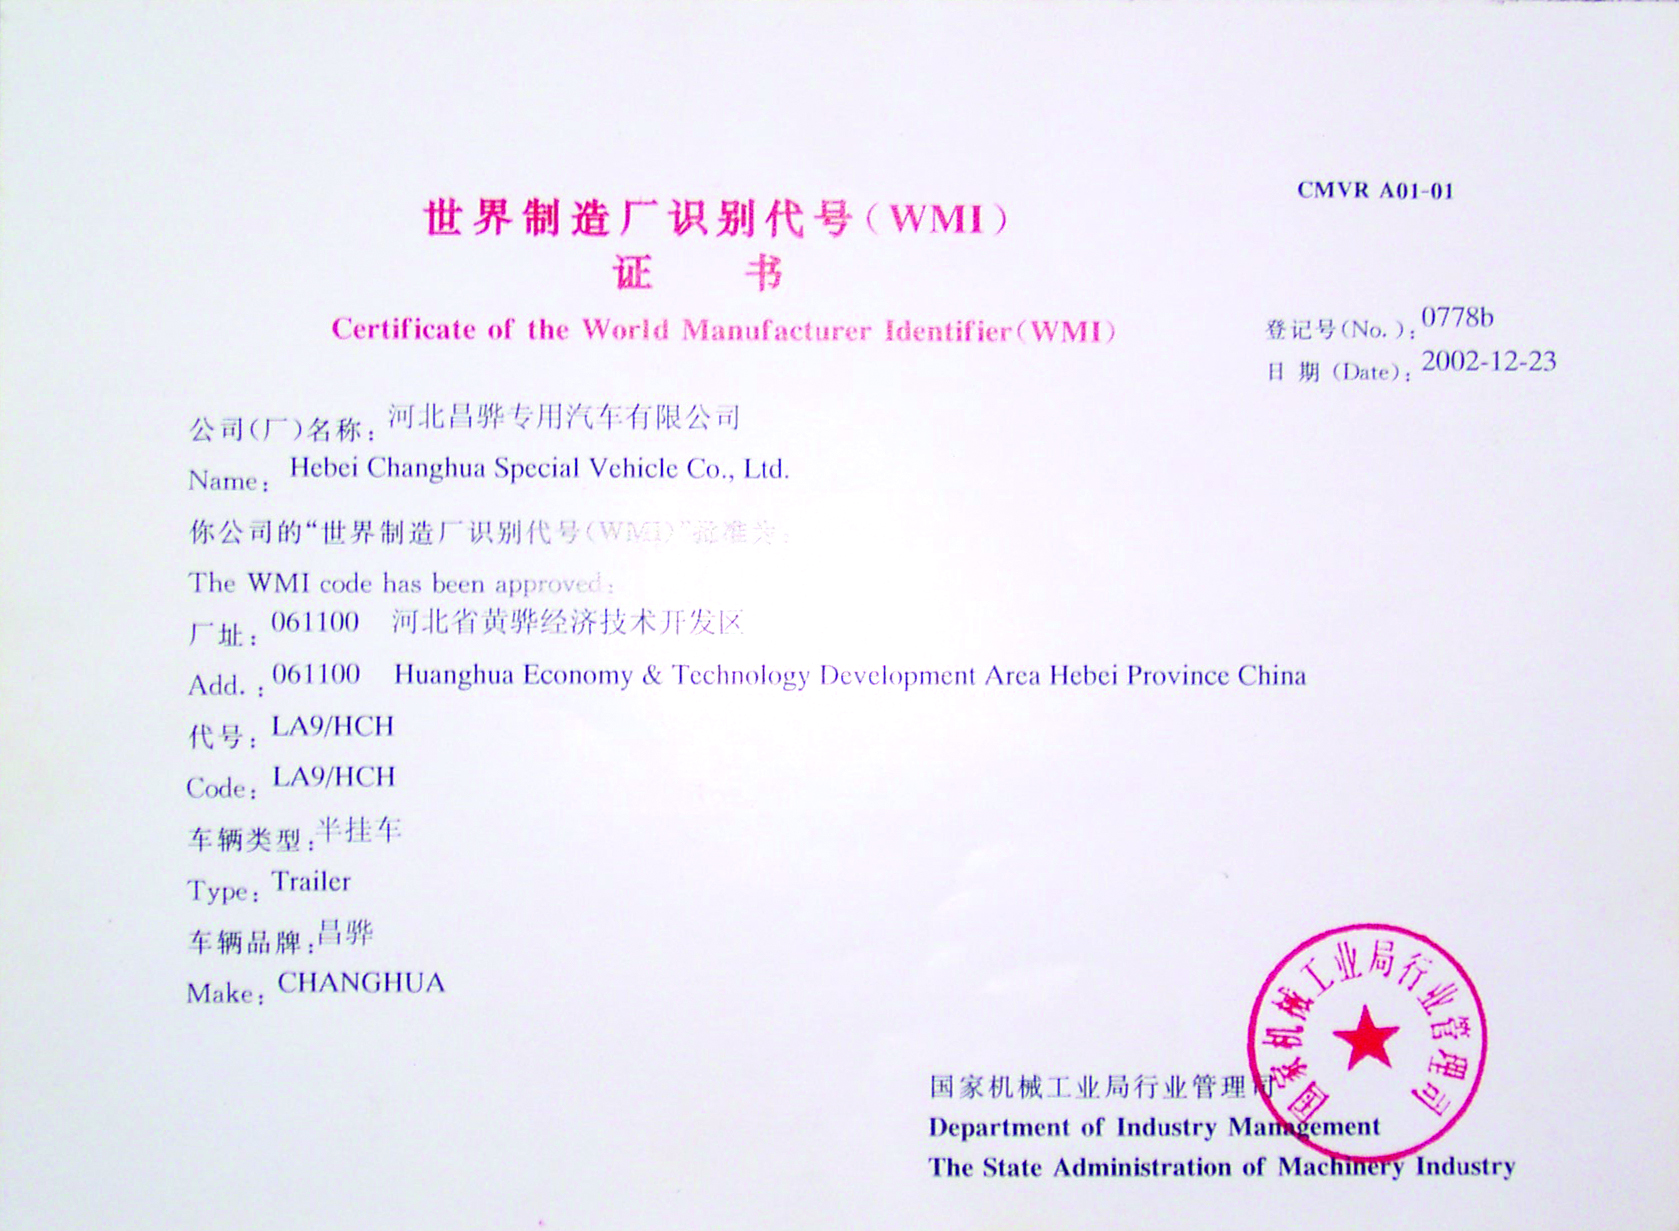 CMVR A01-01
世界制造厂识别代号(WMI)
证 书
Certificate of the World Manufacturer Identifier(WMI)
登记号(No.):0778b
日 期 (Date):2002-12-23
公司(厂)名称:河北昌骅专用汽车有限公司
Name: Hebei Changhua Special Vehicle Co., Ltd.
你公司的“世界制造厂识别代号(WMI)”批准为:
The WMI code has been approved:
厂址:061100 河北省黄骅经济技术开发区
Add. :061100 Huanghua Economy & Technology Development Area Hebei Province China
代号:LA9/HCH
Code:LA9/HCH
车辆类型:半挂车
Type:Trailer
车辆品牌:昌骅
Make:CHANGHUA
国家机械工业局行业管理司
国家机械工业局行业管理司
Department of Industry Management
The State Administration of Machinery Industry